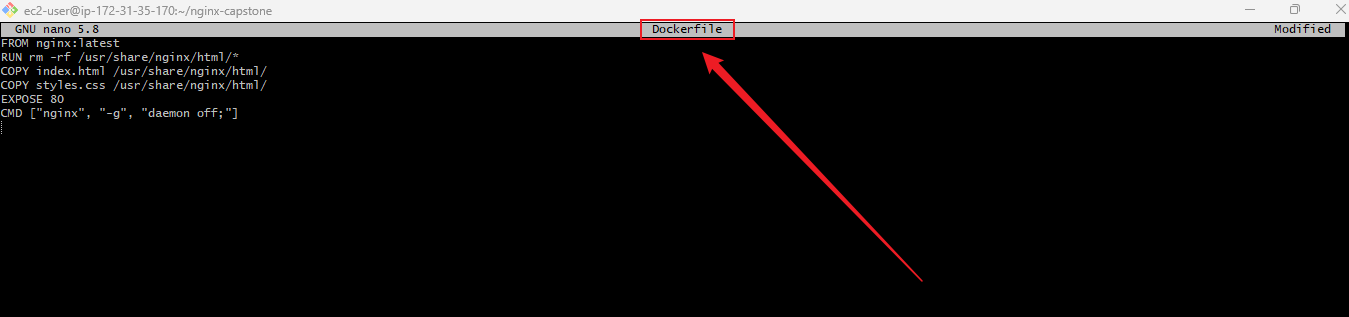 ec2-user@ip-172-31-35-170:~/nginx-capstone
GNU nano 5.8 Dockerfile Modified
FROM nginx:latest
RUN rm -rf /usr/share/nginx/html/*
COPY index.html /usr/share/nginx/html/
COPY styles.css /usr/share/nginx/html/
EXPOSE 80
CMD ["nginx", "-g", "daemon off;"]